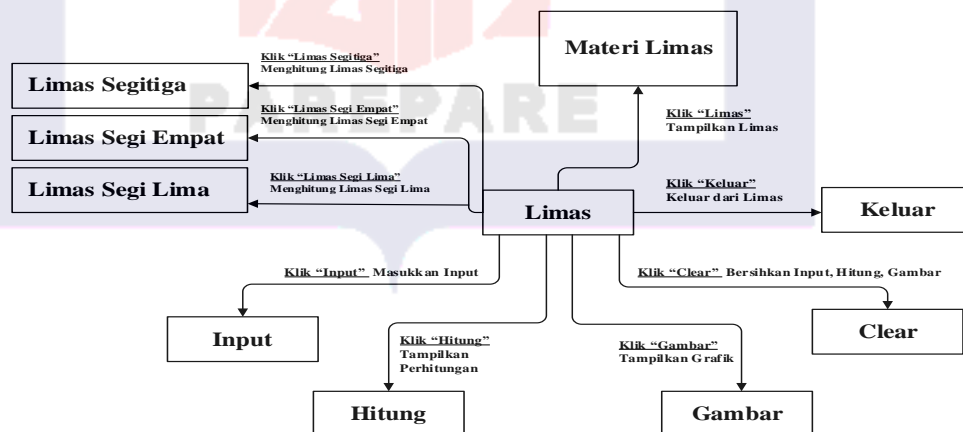 Materi Limas
Klik “Limas Segitiga”
Menghitung Limas Segitiga
Limas Segitiga
Klik “Limas Segi Empat”
Menghitung Limas Segi Empat
Limas Segi Empat
PAREPARE
Klik “Limas”
Tampilkan Limas
Klik “Limas Segi Lima”
Menghitung Limas Segi Lima
Limas Segi Lima
Klik “Keluar”
Keluar dari Limas
Limas
Keluar
Klik “Input” Masukkan Input
Klik “Clear” Bersihkan Input, Hitung, Gambar
Input
Klik “Hitung”
Tampilkan
Perhitungan
Klik “Gambar”
Tampilkan Grafik
Clear
Hitung
Gambar